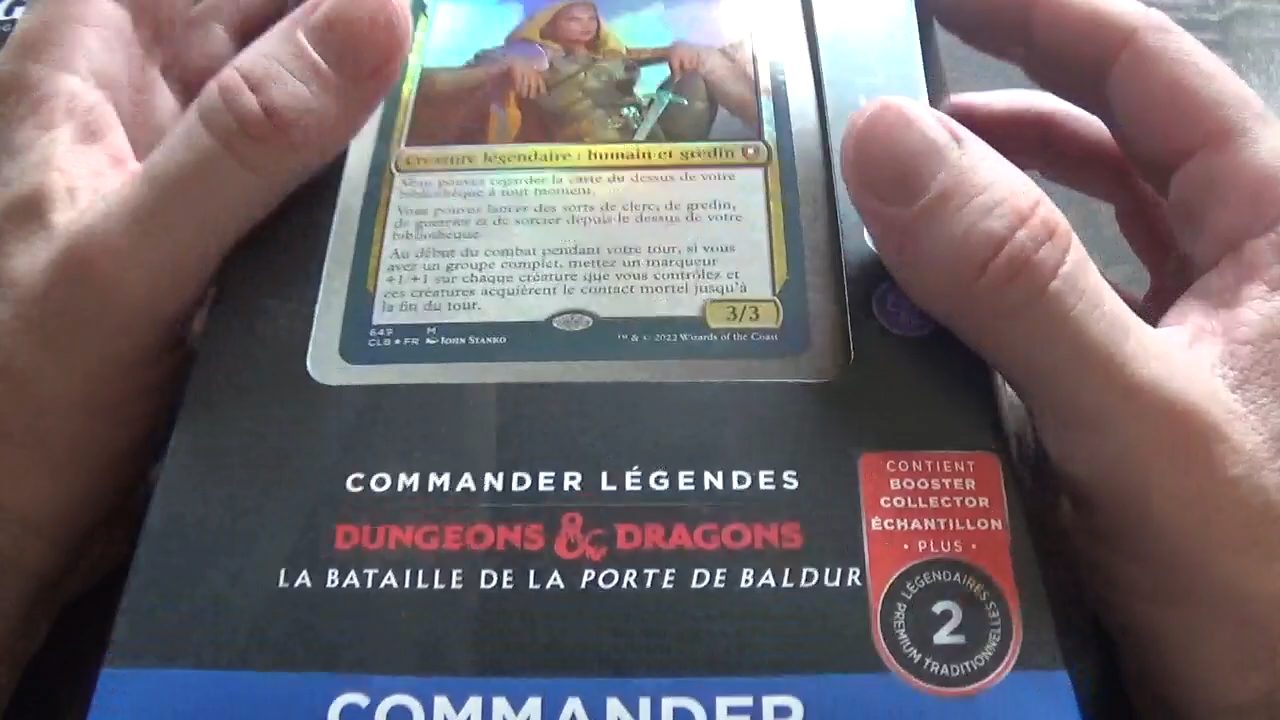 Créature légendaire : humain et gredin
Vous pouvez regarder la carte du dessus de votre
bibliothèque à tout moment.
Vous pouvez lancer des sorts de clerc, de gredin,
de guerrier et de sorcier depuis le dessus de votre
bibliothèque.
Au début du combat pendant votre tour, si vous
avez un groupe complet, mettez un marqueur
+1/+1 sur chaque créature que vous contrôlez et
ces créatures acquièrent le contact mortel jusqu'à
la fin du tour.
3/3
649 M
CLB ★ FR John Stanko
™ & © 2022 Wizards of the Coast
COMMANDER LÉGENDES
DUNGEONS & DRAGONS
LA BATAILLE DE LA PORTE DE BALDUR
CONTIENT
BOOSTER
COLLECTOR
ÉCHANTILLON
• PLUS •
LÉGENDAIRES
2
PREMIUM TRADITIONNELLES
COMMANDER